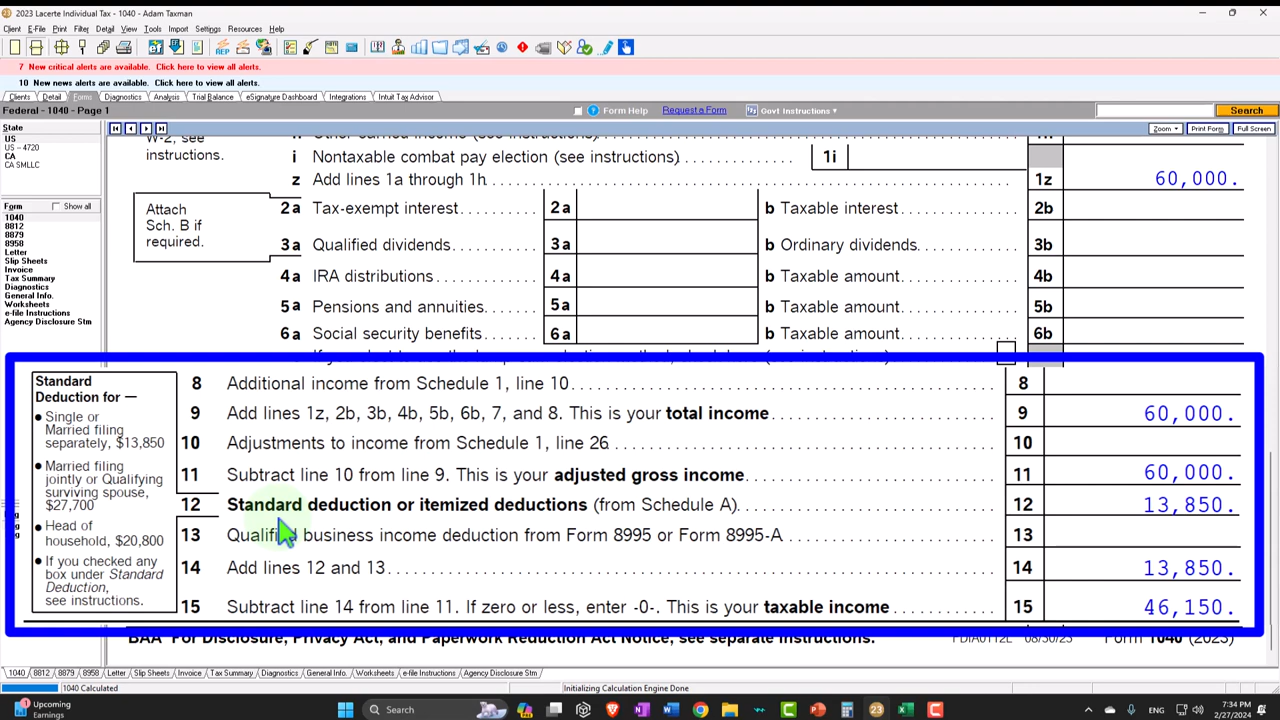 2023 Lacerte Individual Tax - 1040 - Adam Taxman
Client E-File Print Filter Detail View Tools Import Settings Resources Help
7 New critical alerts are available. Click here to view all alerts.
10 New news alerts are available. Click here to view all alerts.
Clients Detail Forms Diagnostics Analysis Trial Balance eSignature Dashboard Integrations Intuit Tax Advisor
Federal - 1040 - Page 1
Form Help Request a Form Govt Instructions Search
State
US
US - 4720
CA
CA SMLLC
Zoom Print Form Full Screen
Form Show all
1040
8812
8879
8958
Letter
Slip Sheets
Invoice
Tax Summary
Diagnostics
General Info.
Worksheets
e-file Instructions
Agency Disclosure Stm
W-2, see
instructions.
i Nontaxable combat pay election (see instructions) 1i
z Add lines 1a through 1h 1z 60,000.
Attach
Sch. B if
required.
2a Tax-exempt interest 2a b Taxable interest 2b
3a Qualified dividends 3a b Ordinary dividends 3b
4a IRA distributions 4a b Taxable amount 4b
5a Pensions and annuities 5a b Taxable amount 5b
6a Social security benefits 6a b Taxable amount 6b
Standard
Deduction for —
• Single or
Married filing
separately, $13,850
• Married filing
jointly or Qualifying
surviving spouse,
$27,700
• Head of
household, $20,800
• If you checked any
box under Standard
Deduction,
see instructions.
8 Additional income from Schedule 1, line 10 8
9 Add lines 1z, 2b, 3b, 4b, 5b, 6b, 7, and 8. This is your total income 9 60,000.
10 Adjustments to income from Schedule 1, line 26 10
11 Subtract line 10 from line 9. This is your adjusted gross income 11 60,000.
12 Standard deduction or itemized deductions (from Schedule A) 12 13,850.
13 Qualified business income deduction from Form 8995 or Form 8995-A 13
14 Add lines 12 and 13 14 13,850.
15 Subtract line 14 from line 11. If zero or less, enter -0-. This is your taxable income 15 46,150.
BAA For Disclosure, Privacy Act, and Paperwork Reduction Act Notice, see separate instructions. FDIA0112L 08/30/23 Form 1040 (2023)
1040 8812 8879 8958 Letter Slip Sheets Invoice Tax Summary Diagnostics General Info. Worksheets e-file Instructions Agency Disclosure Stm
1040 Calculated Initializing Calculation Engine Done
Upcoming
Earnings
Search
ENG
7:34 PM
2/27/2024